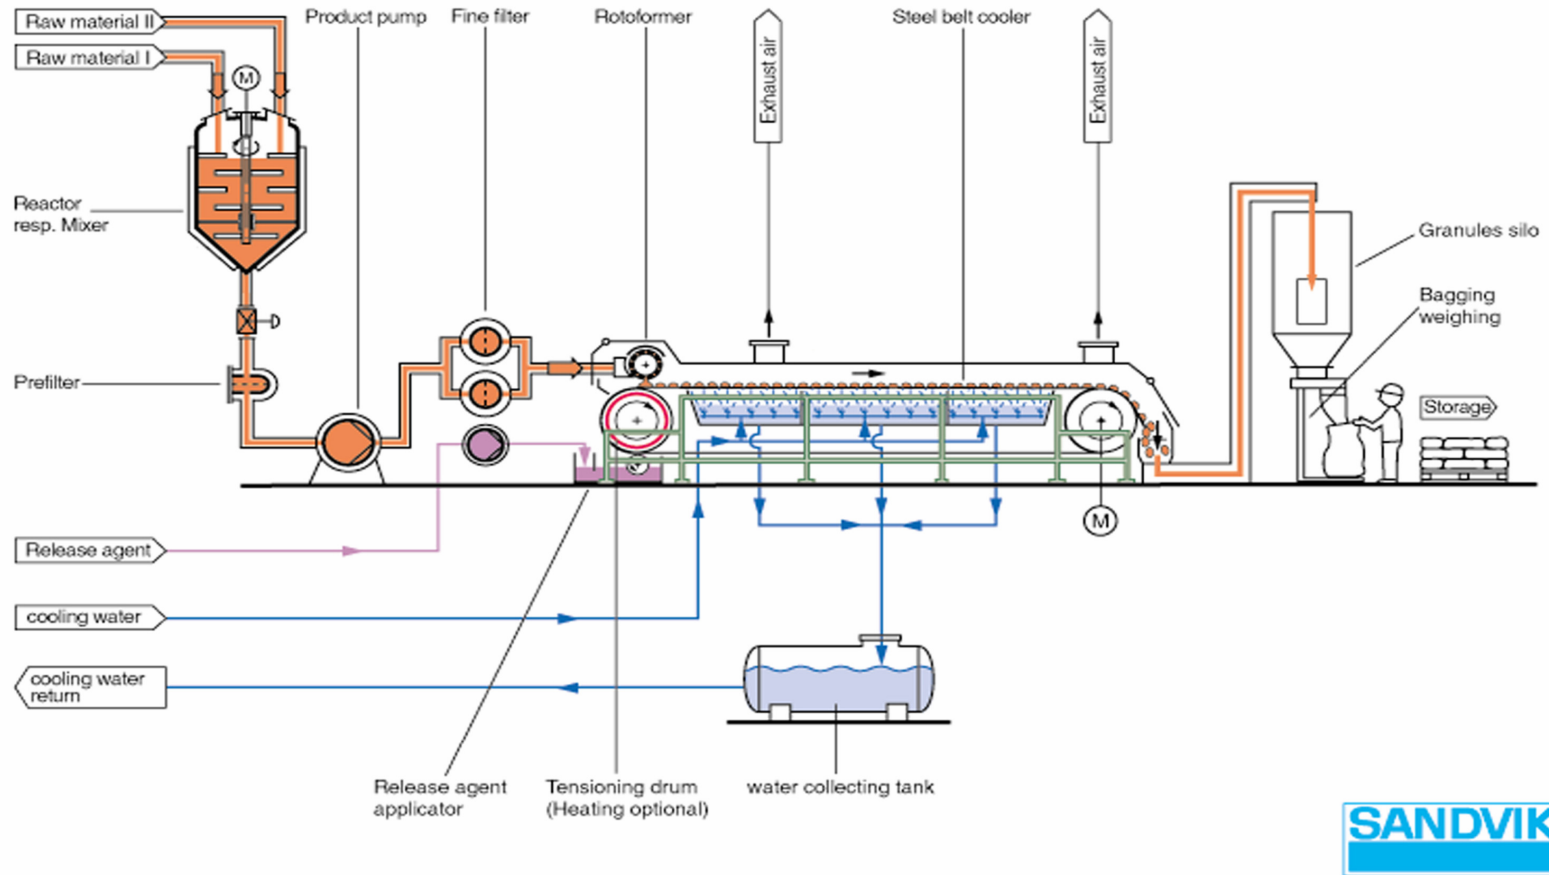 Raw material II
Product pump
Fine filter
Rotoformer
Steel belt cooler
Raw material I
M
Exhaust air
Exhaust air
Reactor
resp. Mixer
Granules silo
Bagging
weighing
Prefilter
Storage
M
Release agent
cooling water
cooling water
return
Release agent
applicator
Tensioning drum
(Heating optional)
water collecting tank
SANDVIK